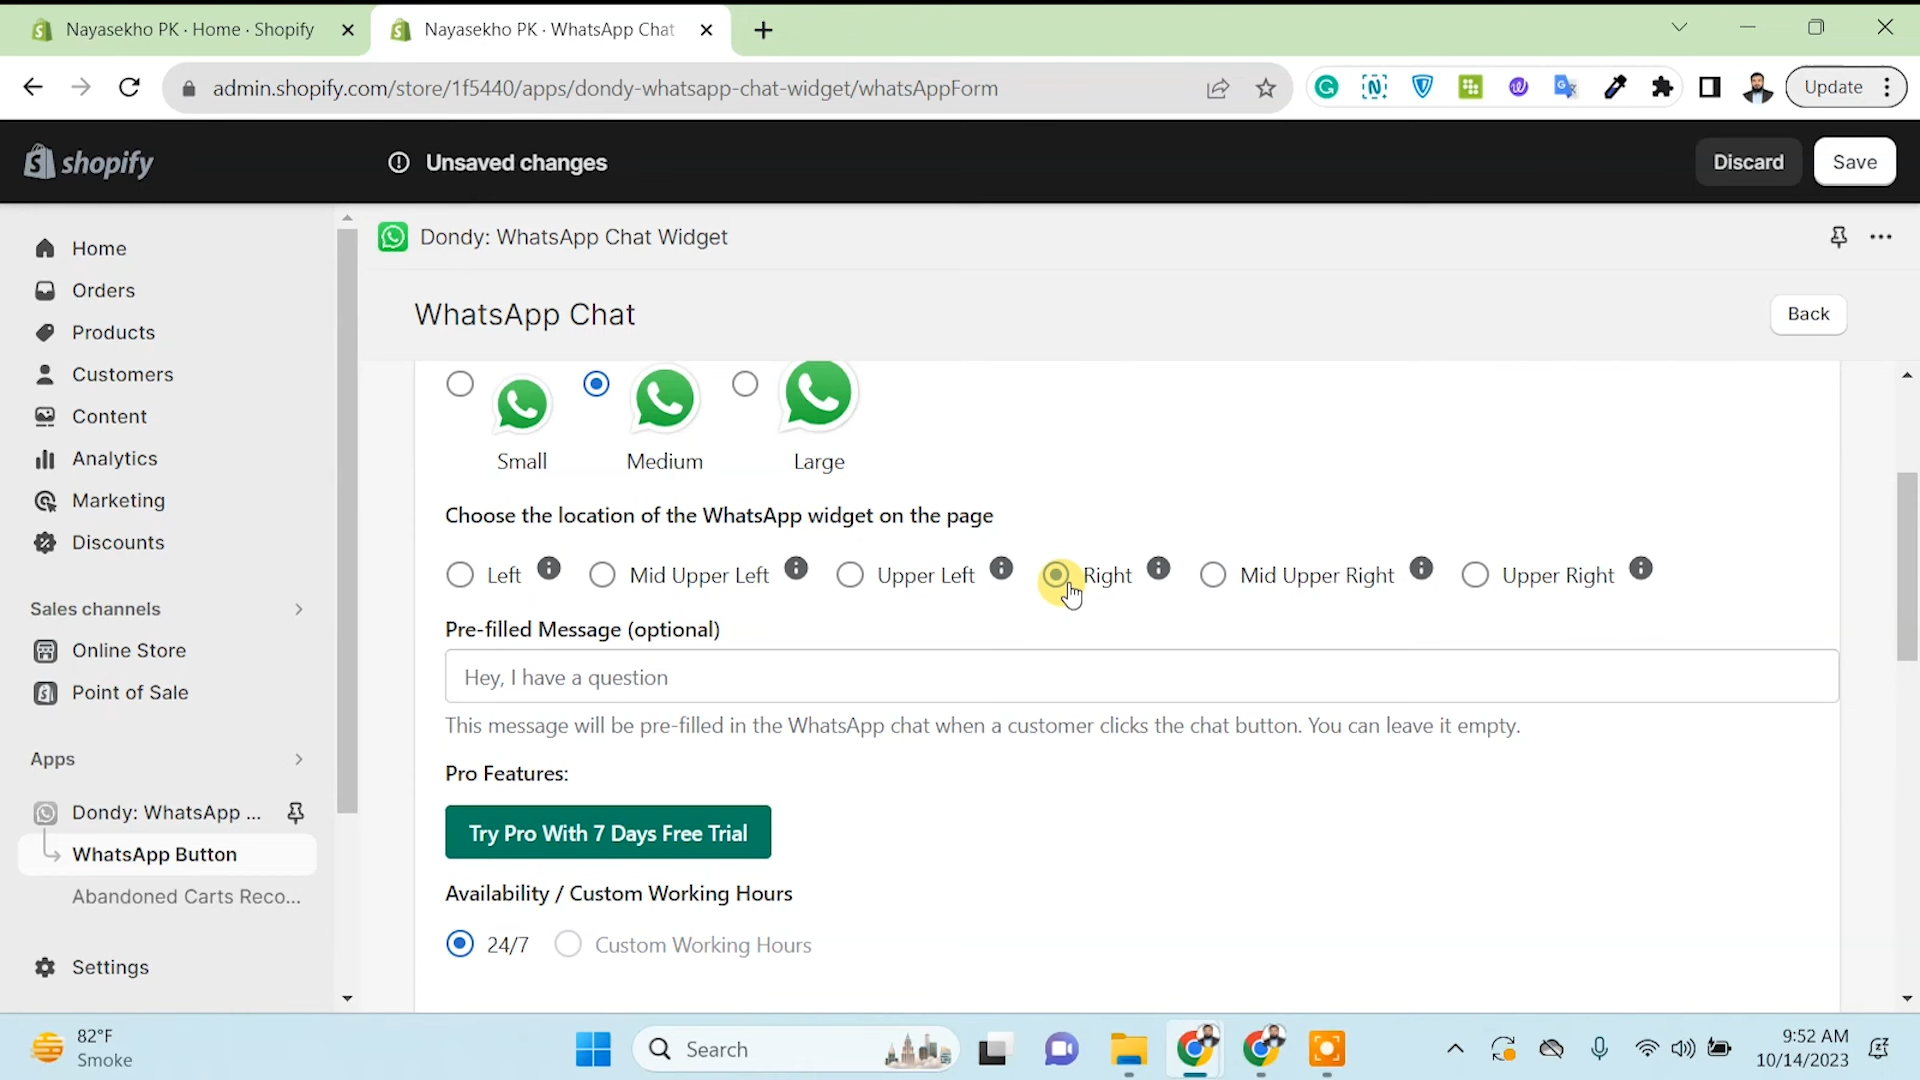 Nayasekho PK · Home · Shopify
Nayasekho PK · WhatsApp Chat
admin.shopify.com/store/1f5440/apps/dondy-whatsapp-chat-widget/whatsAppForm
Update
shopify
Unsaved changes
Discard
Save
Home
Orders
Products
Customers
Content
Analytics
Marketing
Discounts
Sales channels
Online Store
Point of Sale
Apps
Dondy: WhatsApp ...
WhatsApp Button
Abandoned Carts Reco...
Settings
Dondy: WhatsApp Chat Widget
WhatsApp Chat
Back
Small Medium Large
Choose the location of the WhatsApp widget on the page
Left Mid Upper Left Upper Left Right Mid Upper Right Upper Right
Pre-filled Message (optional)
Hey, I have a question
This message will be pre-filled in the WhatsApp chat when a customer clicks the chat button. You can leave it empty.
Pro Features:
Try Pro With 7 Days Free Trial
Availability / Custom Working Hours
24/7 Custom Working Hours
82°F
Smoke
Search
9:52 AM
10/14/2023